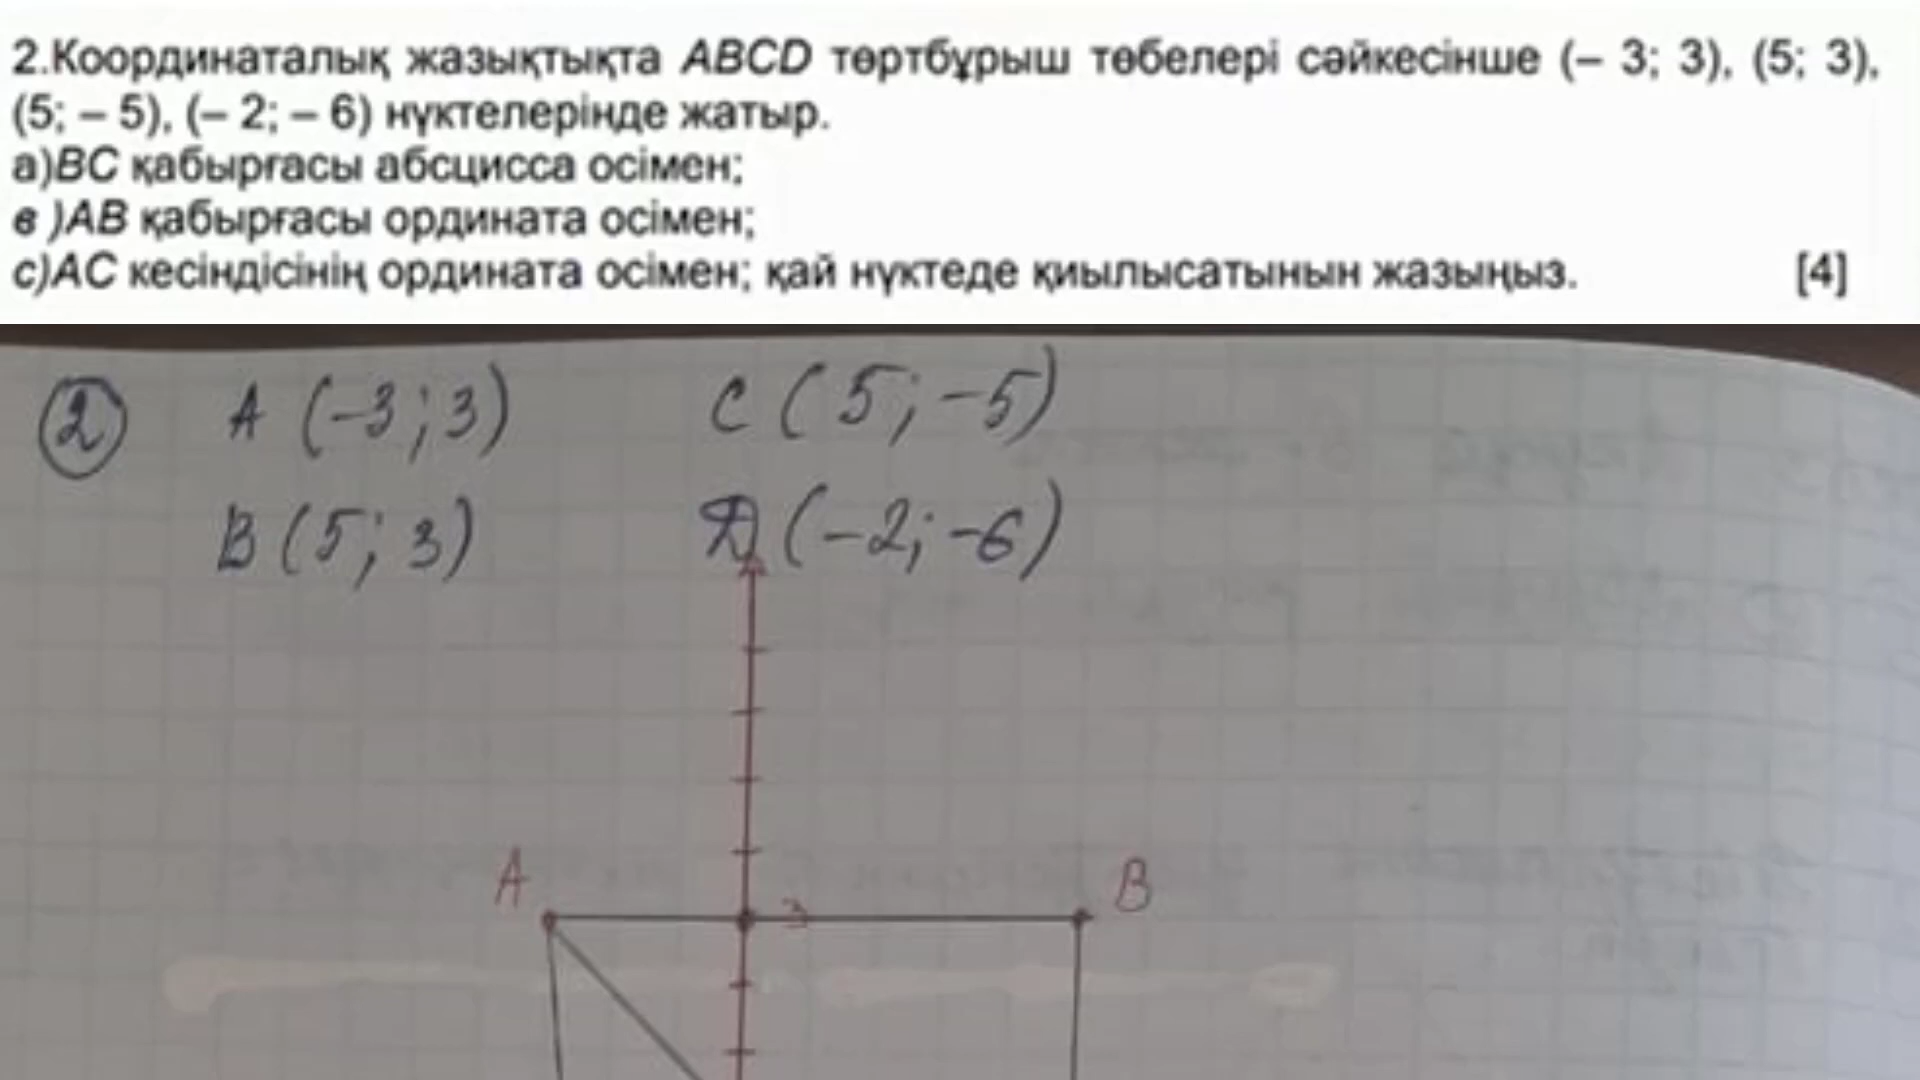 2.Координаталық жазықтықта ABCD төртбұрыш төбелері сәйкесінше (– 3; 3), (5; 3),
(5; – 5), (– 2; – 6) нүктелерінде жатыр.
а)BC қабырғасы абсцисса осімен;
в )AB қабырғасы ордината осімен;
с)AC кесіндісінің ордината осімен; қай нүктеде қиылысатынын жазыңыз. [4]
2 A (-3; 3) C (5; -5)
B (5; 3) D (-2; -6)
A B
3